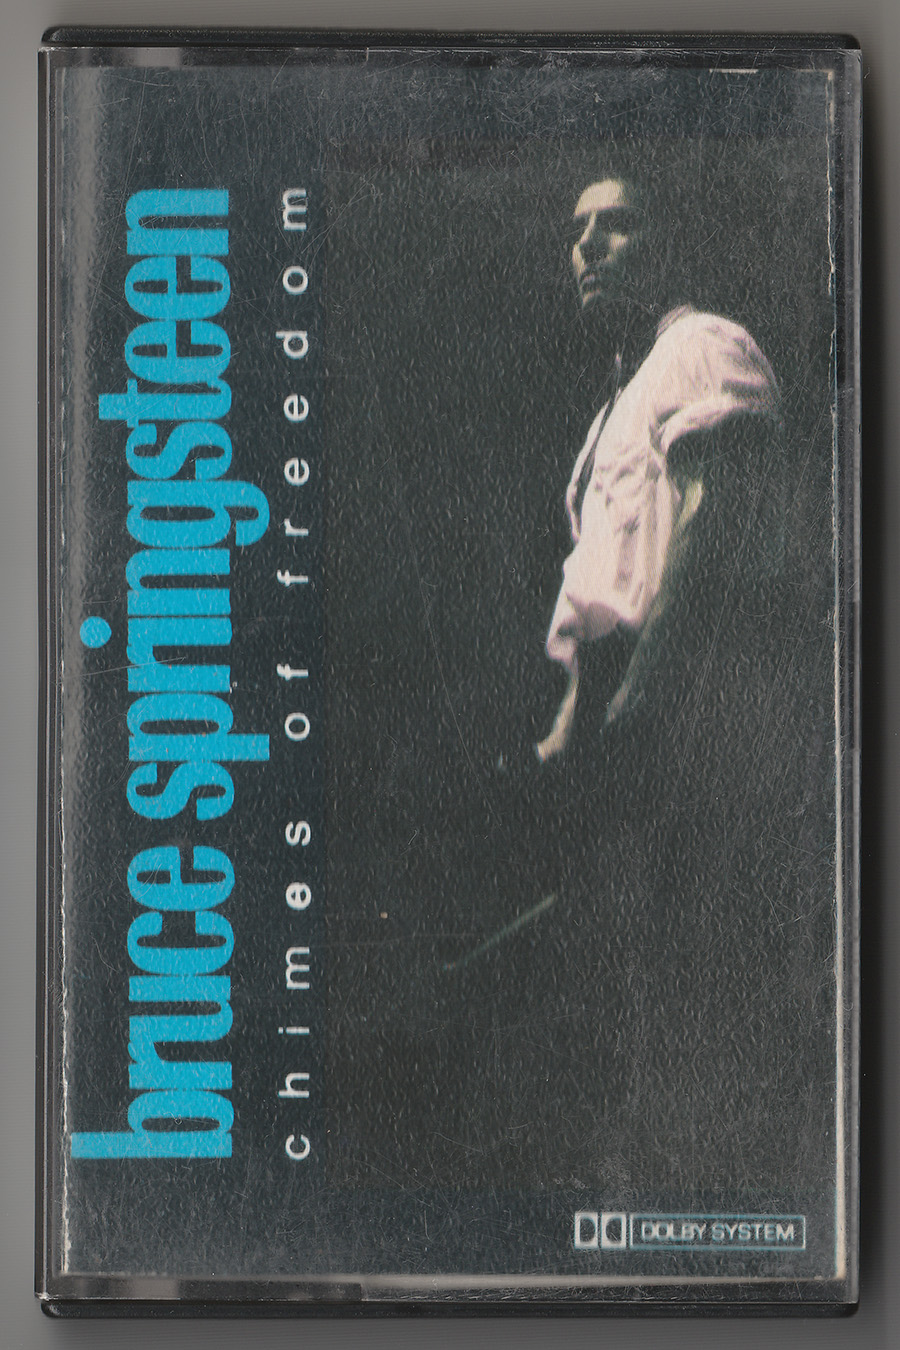 bruce springsteen
chimes of freedom
DOLBY SYSTEM